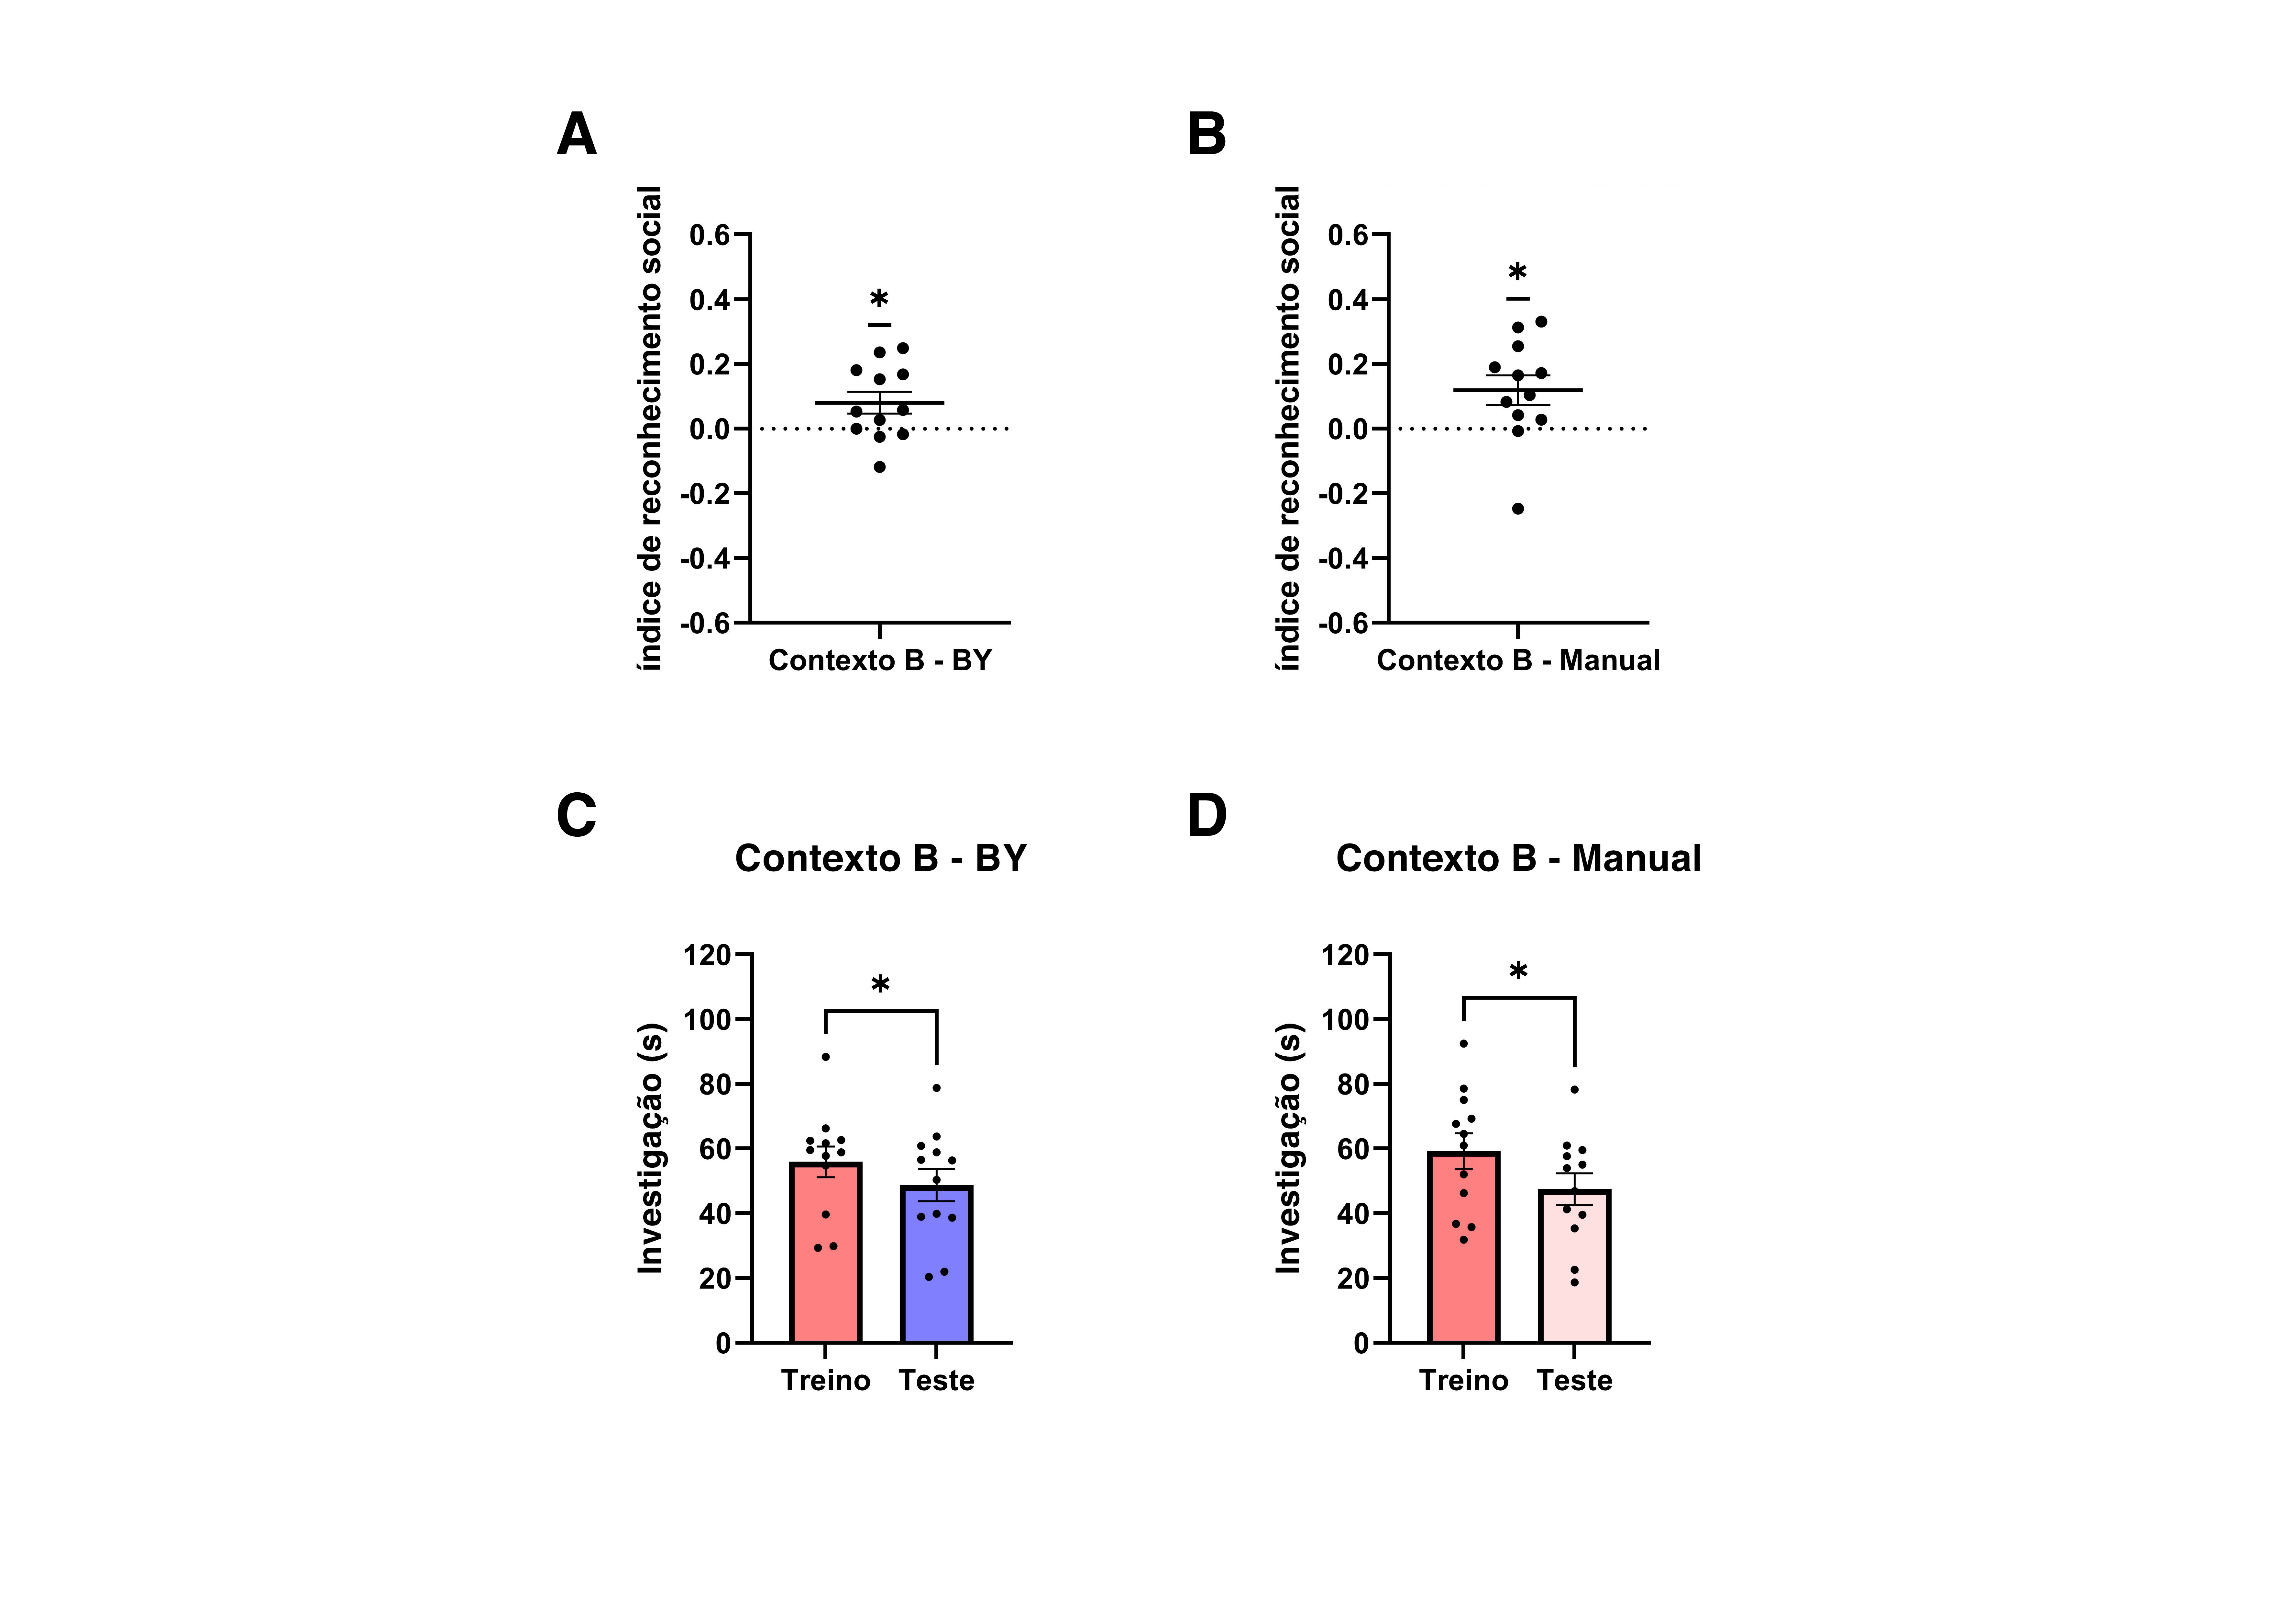 A
índice de reconhecimento social
0.6
0.4
0.2
0.0
-0.2
-0.4
-0.6
*
Contexto B - BY
B
índice de reconhecimento social
0.6
0.4
0.2
0.0
-0.2
-0.4
-0.6
*
Contexto B - Manual
C
Contexto B - BY
Investigação (s)
120
100
80
60
40
20
0
*
Treino Teste
D
Contexto B - Manual
Investigação (s)
120
100
80
60
40
20
0
*
Treino Teste